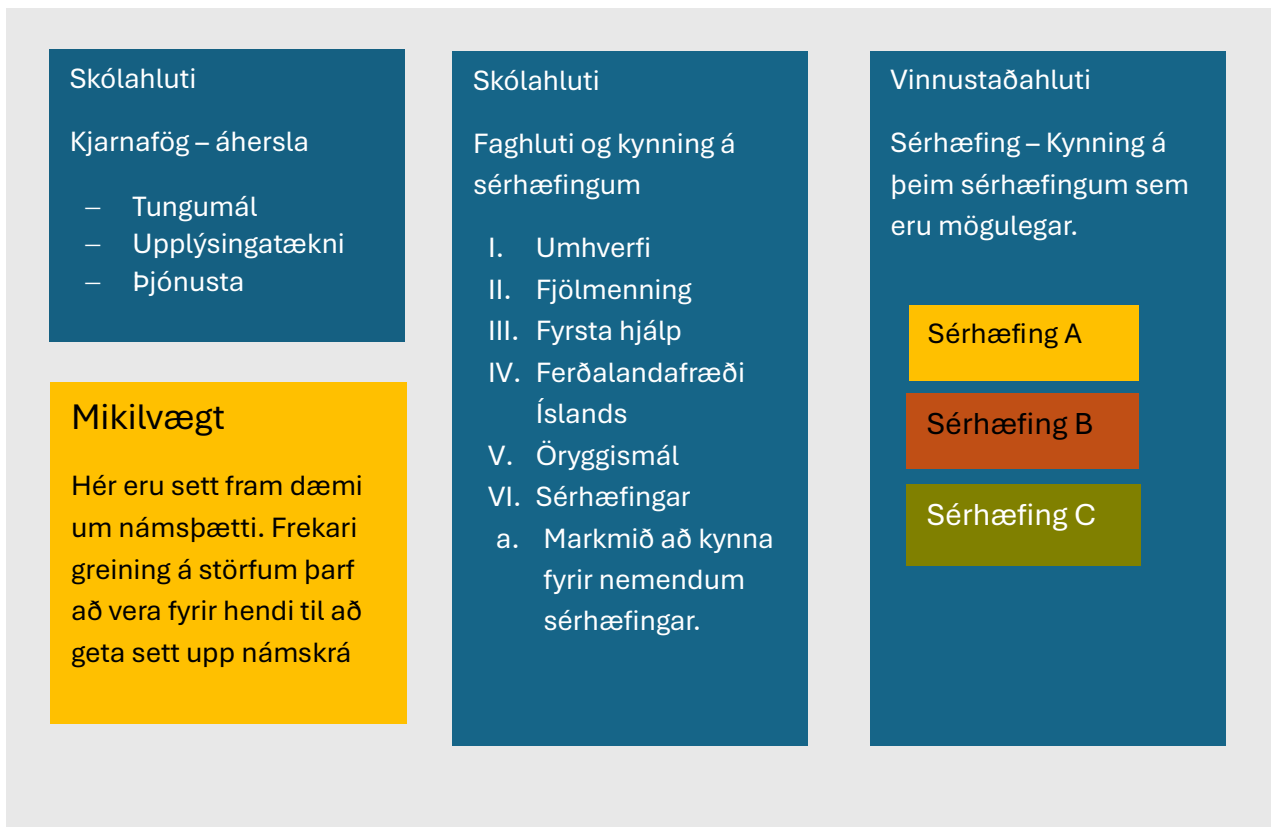 Skólahluti
Kjarnafög – áhersla
– Tungumál
– Upplýsingatækni
– Þjónusta
Mikilvægt
Hér eru sett fram dæmi
um námsþætti. Frekari
greining á störfum þarf
að vera fyrir hendi til að
geta sett upp námskrá
Skólahluti
Faghluti og kynning á
sérhæfingum
I. Umhverfi
II. Fjölmenning
III. Fyrsta hjálp
IV. Ferðalandafræði
Íslands
V. Öryggismál
VI. Sérhæfingar
a. Markmið að kynna
fyrir nemendum
sérhæfingar.
Vinnustaðahluti
Sérhæfing – Kynning á
þeim sérhæfingum sem
eru mögulegar.
Sérhæfing A
Sérhæfing B
Sérhæfing C